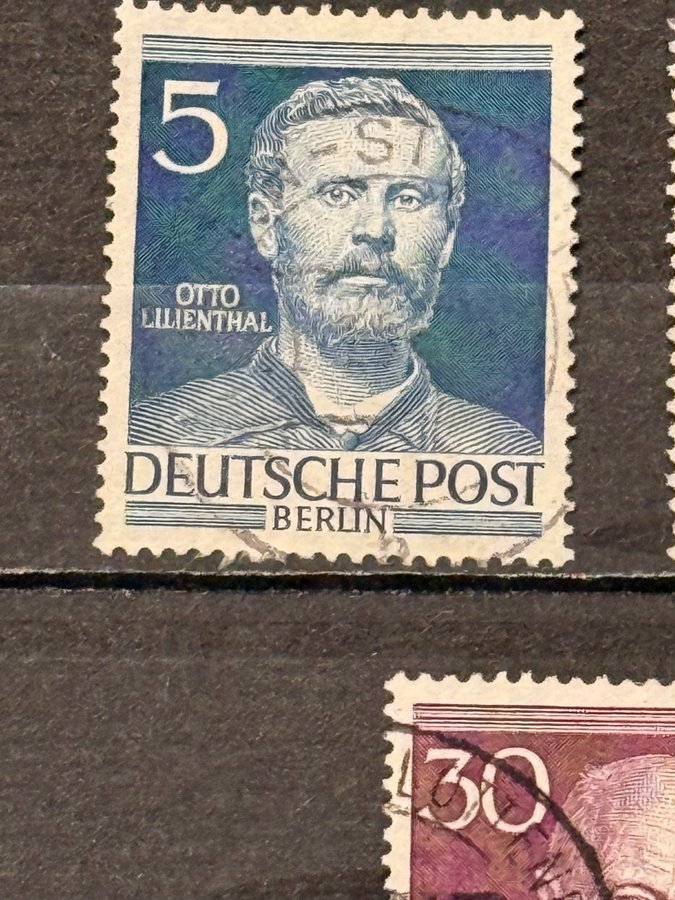 5
OTTO
LILIENTHAL
DEUTSCHE POST
BERLIN
30